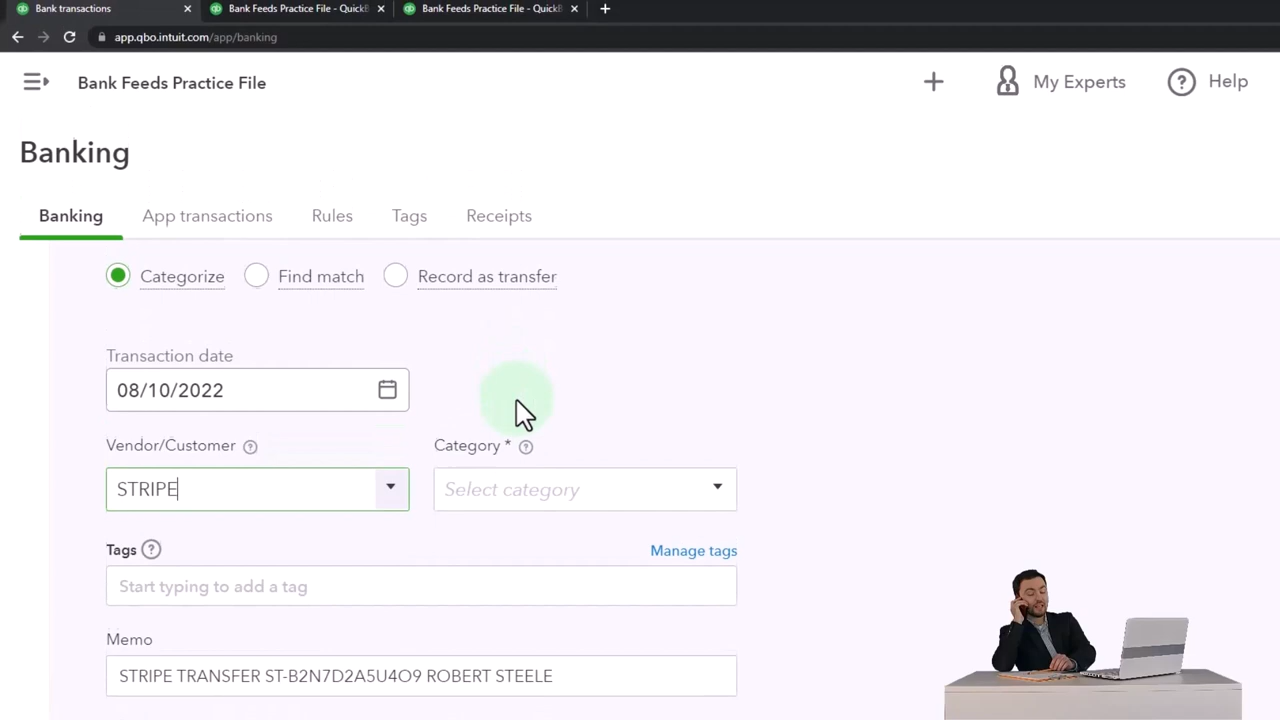 Bank transactions × Bank Feeds Practice File - QuickB × Bank Feeds Practice File - QuickB × +
app.qbo.intuit.com/app/banking
Bank Feeds Practice File + My Experts ? Help
Banking
Banking App transactions Rules Tags Receipts
Categorize Find match Record as transfer
Transaction date
08/10/2022
Vendor/Customer ? Category * ?
STRIPE Select category
Tags ? Manage tags
Start typing to add a tag
Memo
STRIPE TRANSFER ST-B2N7D2A5U4O9 ROBERT STEELE